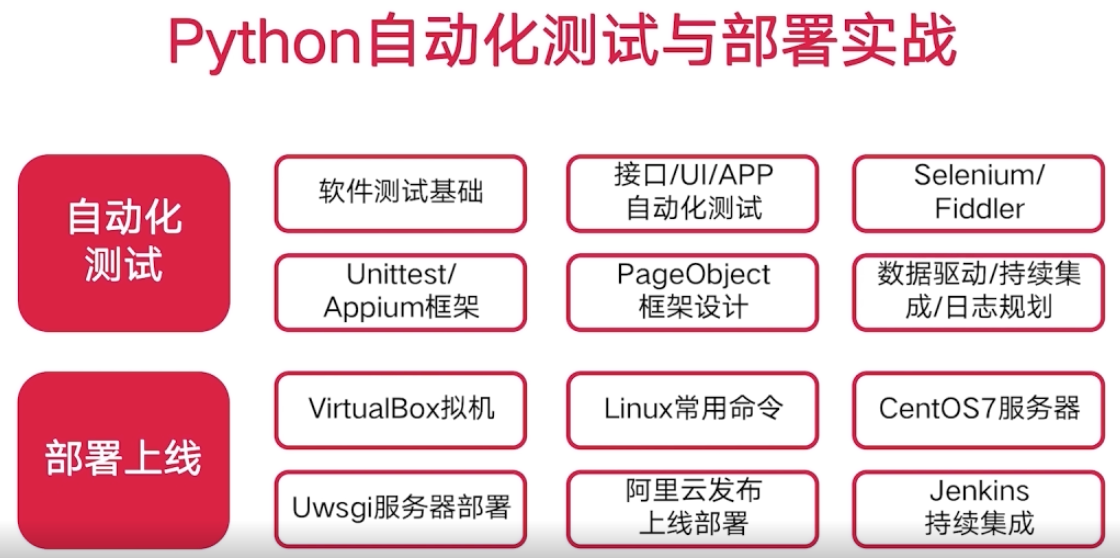 Python自动化测试与部署实战
自动化
测试
软件测试基础
接口/UI/APP
自动化测试
Selenium/
Fiddler
Unittest/
Appium框架
PageObject
框架设计
数据驱动/持续集
成/日志规划
部署上线
VirtualBox拟机
Linux常用命令
CentOS7服务器
Uwsgi服务器部署
阿里云发布
上线部署
Jenkins
持续集成